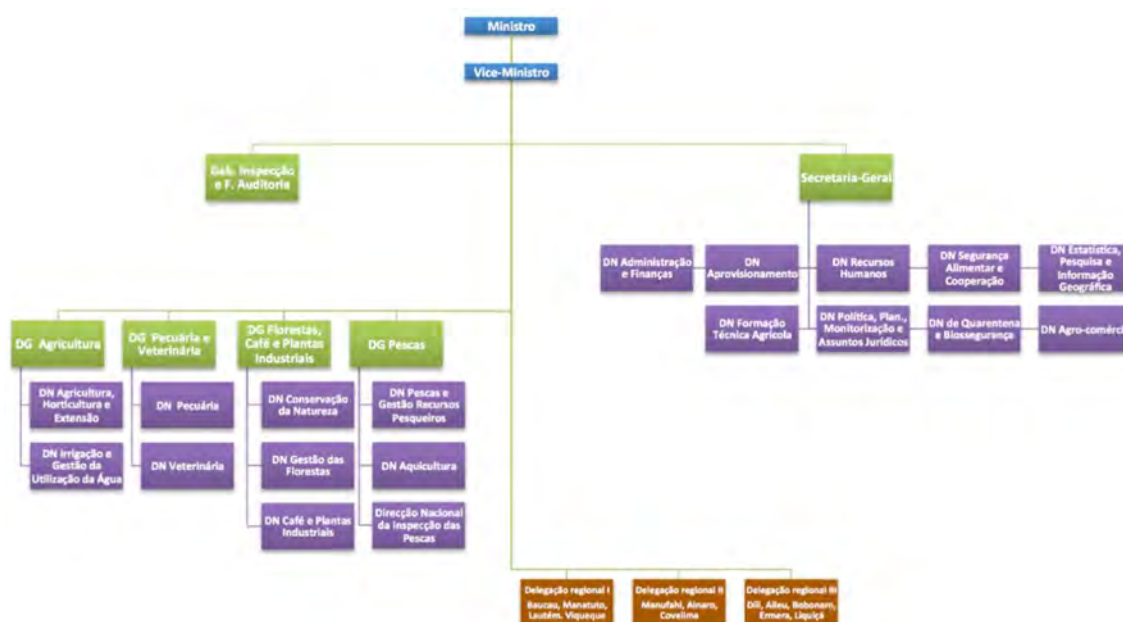 Ministro
Vice-Ministro
Gab. Inspecção
e F. Auditoria
Secretaria-Geral
DN Administração
e Finanças
DN
Aprovisionamento
DN Recursos
Humanos
DN Segurança
Alimentar e
Cooperação
DN Estatística,
Pesquisa e
Informação
Geográfica
DN Formação
Técnica Agrícola
DN Política, Plan.,
Monitorização e
Assuntos Jurídicos
DN de Quarentena
e Biossegurança
DN Agro-comérci
DG Agricultura
DG Pecuária e
Veterinária
DG Florestas,
Café e Plantas
Industriais
DG Pescas
DN Agricultura,
Horticultura e
Extensão
DN Pecuária
DN Conservação
da Natureza
DN Pescas e
Gestão Recursos
Pesqueiros
DN Irrigação e
Gestão da
Utilização da Água
DN Veterinária
DN Gestão das
Florestas
DN Aquicultura
DN Café e Plantas
Industriais
Direcção Nacional
da Inspecção das
Pescas
Delegação regional I
Baucau, Manatuto,
Lautém, Viqueque
Delegação regional II
Manufahi, Ainaro,
Covalima
Delegação regional III
Dili, Aileu, Bobonaro,
Ermera, Liquiçá